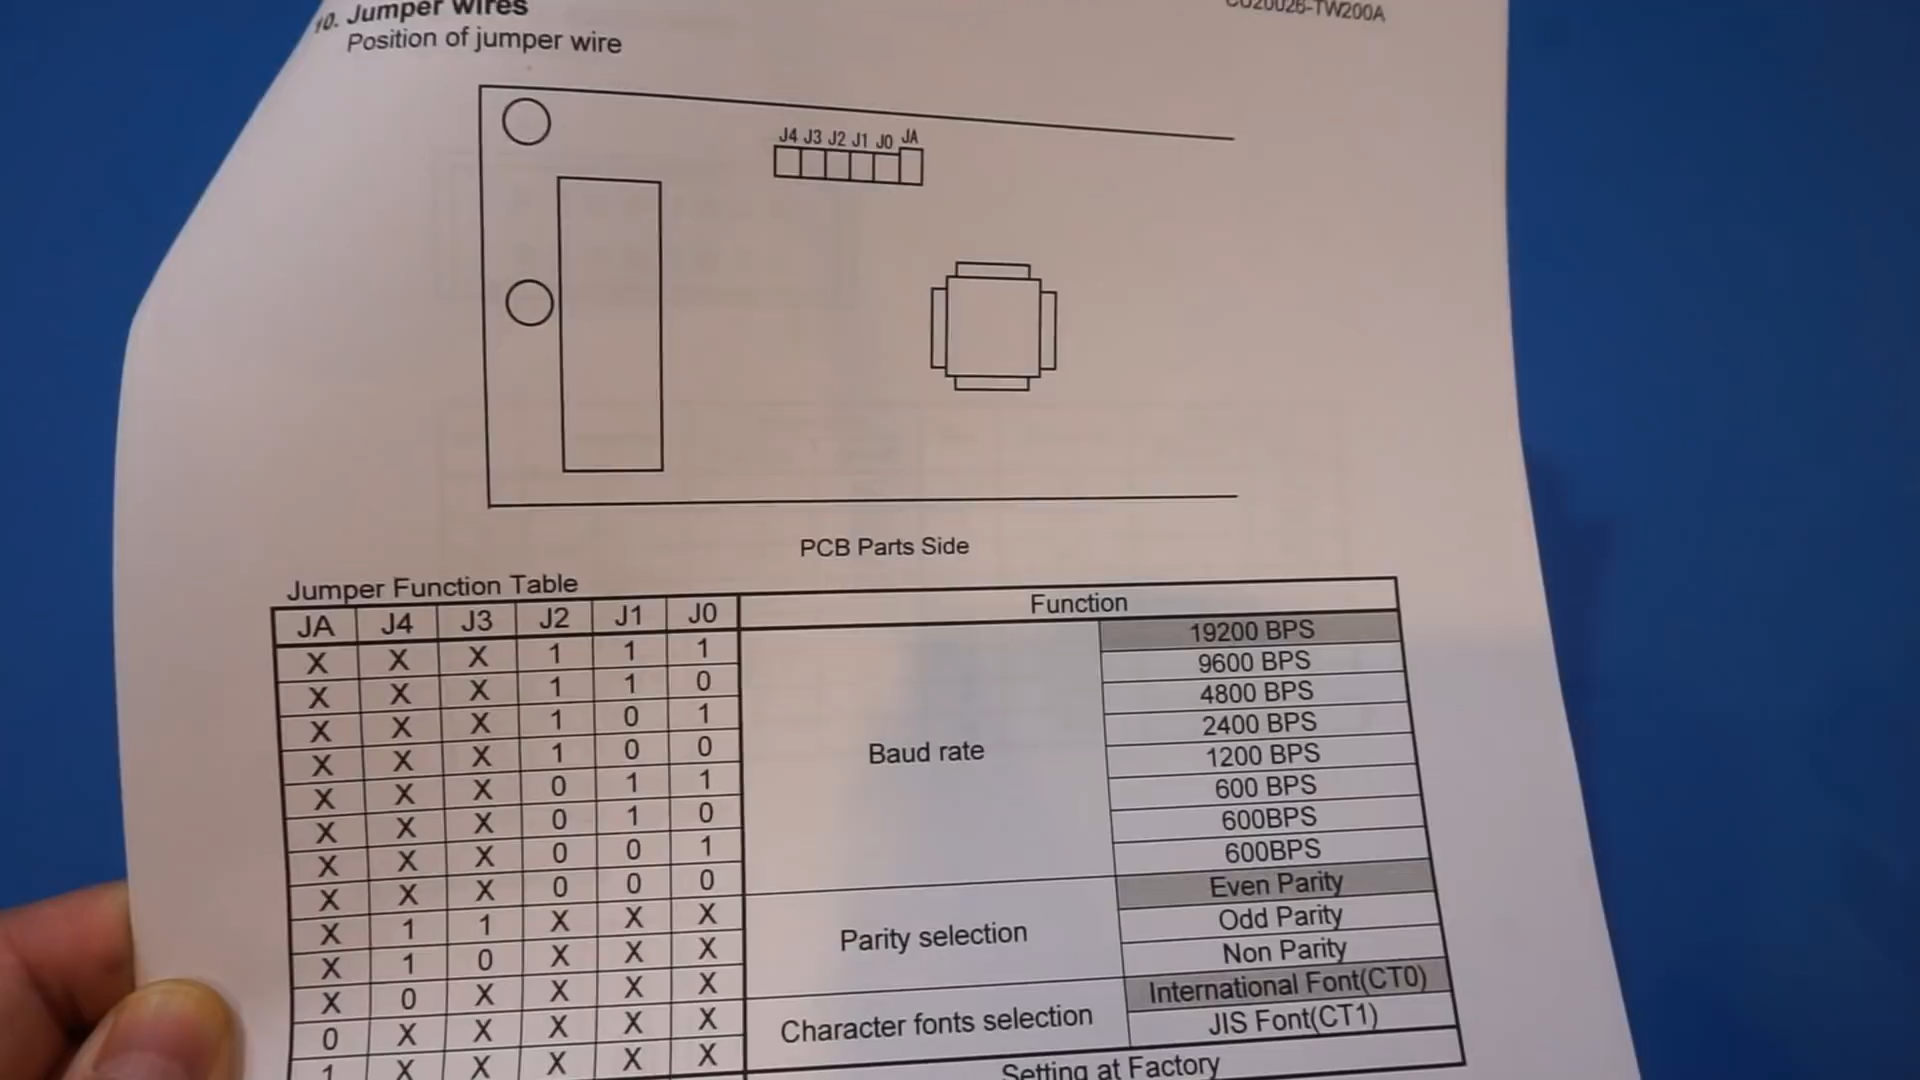 10. Jumper wires
CU20026-TW200A
Position of jumper wire
J4 J3 J2 J1 J0 JA
PCB Parts Side
Jumper Function Table
JA J4 J3 J2 J1 J0 Function
X X X 1 1 1 Baud rate 19200 BPS
X X X 1 1 0 9600 BPS
X X X 1 0 1 4800 BPS
X X X 1 0 0 2400 BPS
X X X 0 1 1 1200 BPS
X X X 0 1 0 600 BPS
X X X 0 0 1 600BPS
X X X 0 0 0 600BPS
X 1 1 X X X Parity selection Even Parity
X 1 0 X X X Odd Parity
X 0 X X X X Non Parity
0 X X X X X Character fonts selection International Font(CT0)
1 X X X X X JIS Font(CT1)
Setting at Factory